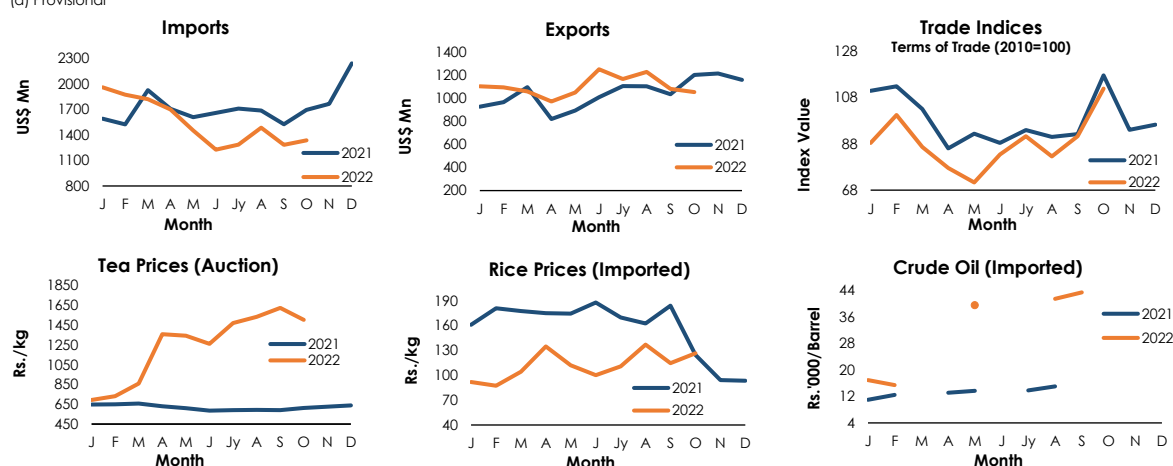 (a) Provisional
Imports
US$ Mn
2300
2000
1700
1400
1100
800
2021
2022
J F M A M J Jy A S O N D
Month
Exports
US$ Mn
1400
1200
1000
800
600
400
200
2021
2022
J F M A M J Jy A S O N D
Month
Trade Indices
Terms of Trade (2010=100)
Index Value
128
108
88
68
2021
2022
J F M A M J Jy A S O N D
Month
Tea Prices (Auction)
Rs./kg
1850
1650
1450
1250
1050
850
650
450
2021
2022
J F M A M J Jy A S O N D
Month
Rice Prices (Imported)
Rs./kg
190
160
130
100
70
40
2021
2022
J F M A M J Jy A S O N D
Month
Crude Oil (Imported)
Rs.'000/Barrel
44
36
28
20
12
4
2021
2022
J F M A M J Jy A S O N D
Month